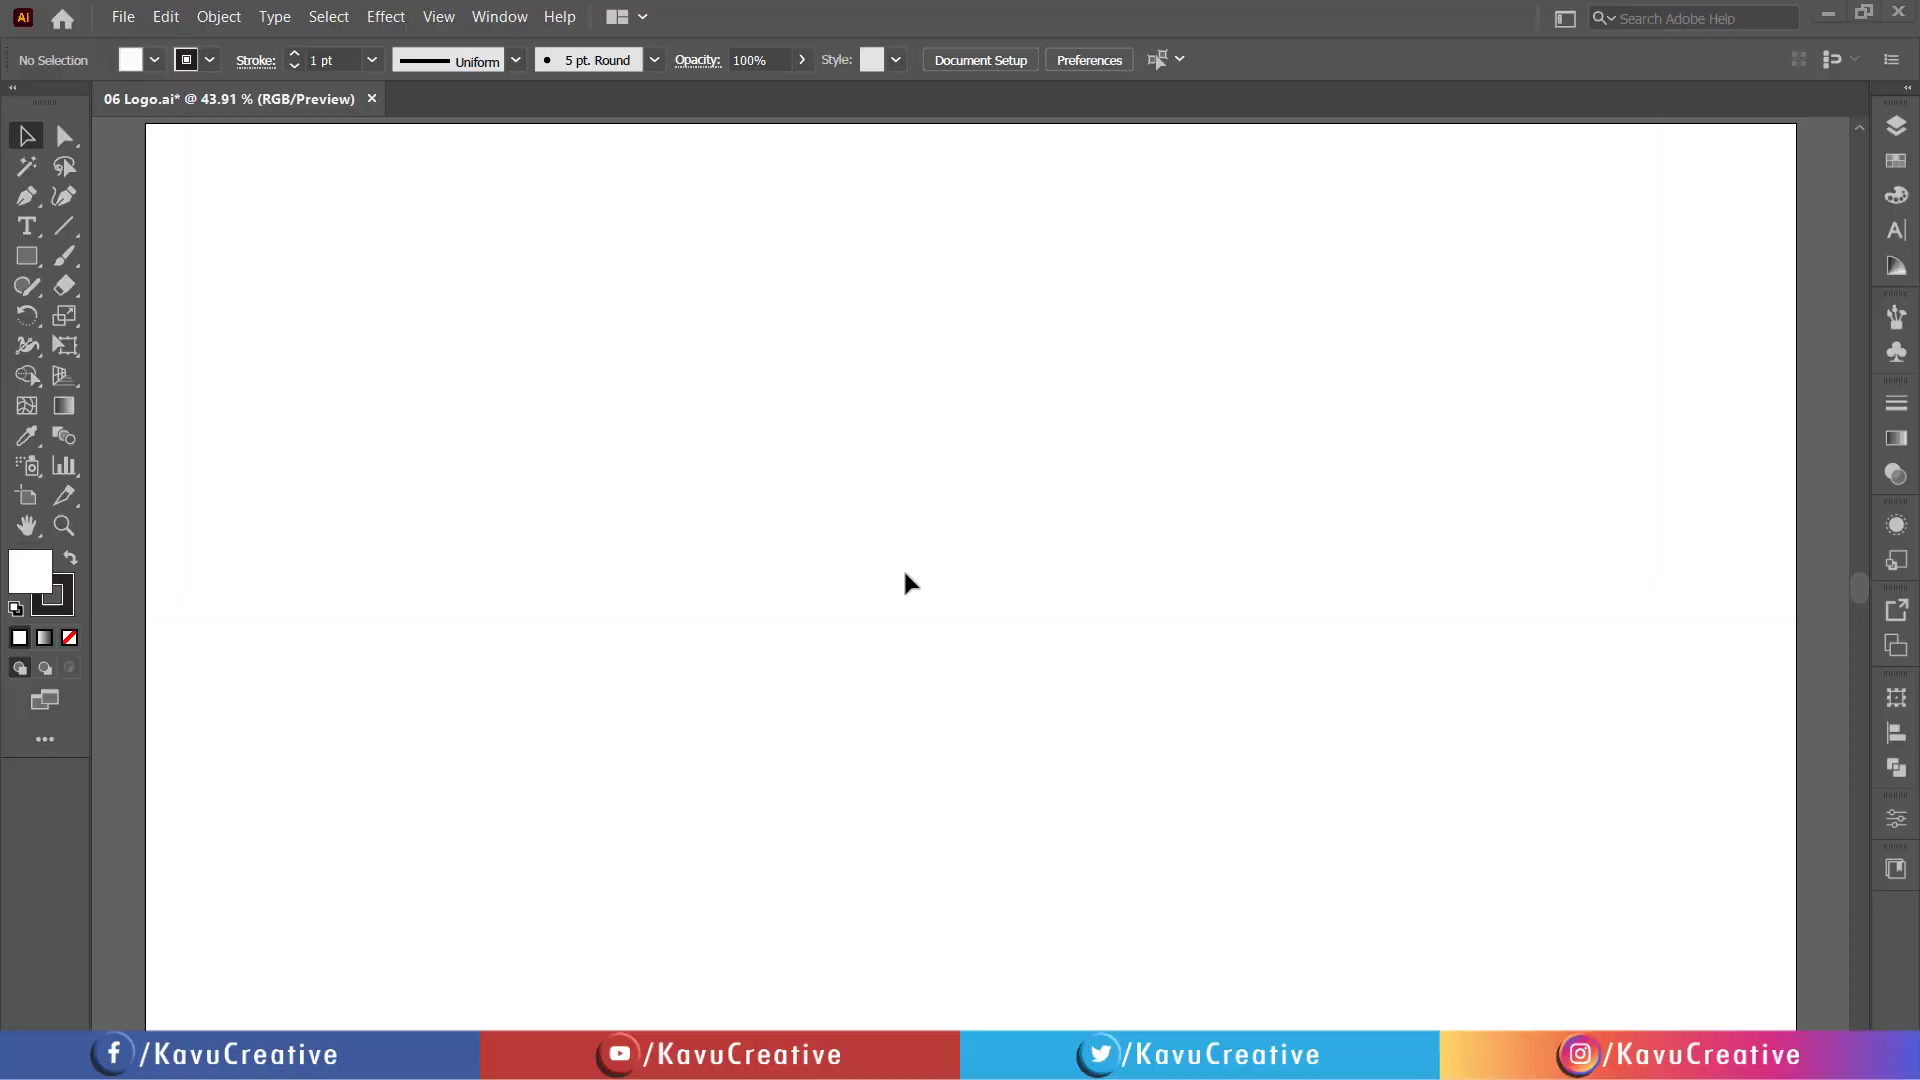 Ai File Edit Object Type Select Effect View Window Help Search Adobe Help
No Selection Stroke: 1 pt Uniform 5 pt. Round Opacity: 100% Style: Document Setup Preferences
06 Logo.ai* @ 43.91 % (RGB/Preview)
/KavuCreative /KavuCreative /KavuCreative /KavuCreative